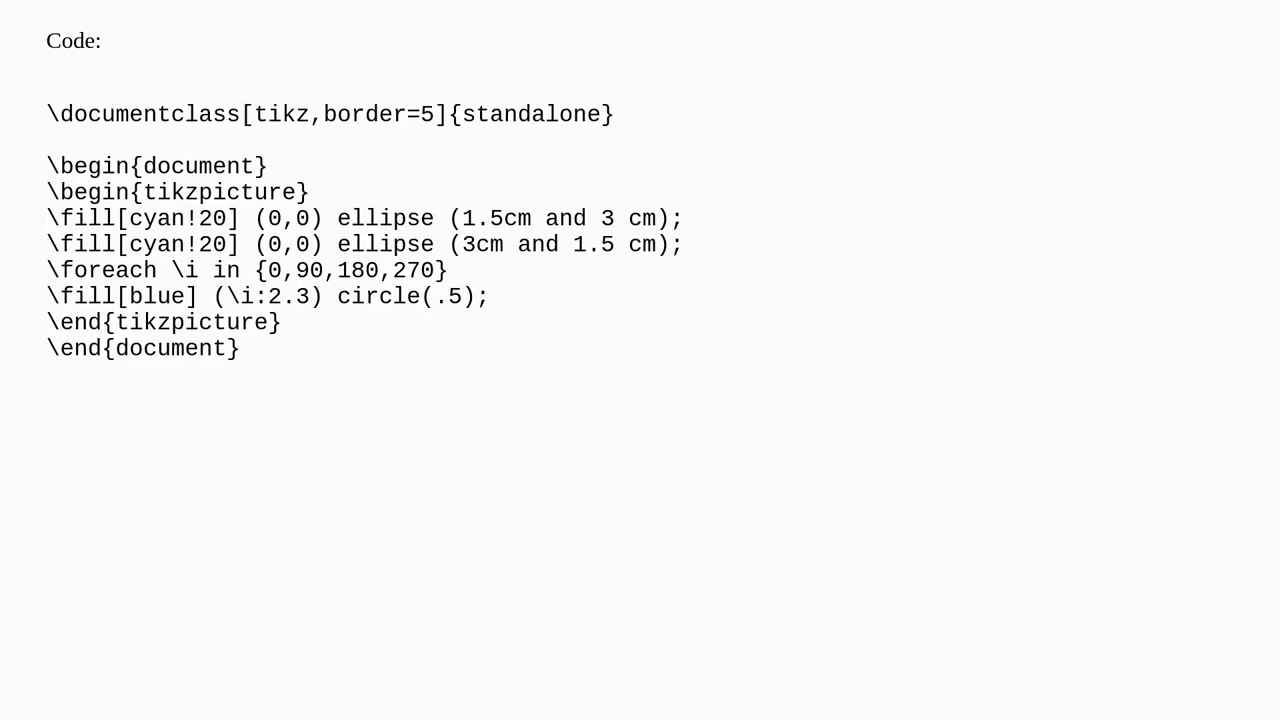 Code:
\documentclass[tikz,border=5]{standalone}
\begin{document}
\begin{tikzpicture}
\fill[cyan!20] (0,0) ellipse (1.5cm and 3 cm);
\fill[cyan!20] (0,0) ellipse (3cm and 1.5 cm);
\foreach \i in {0,90,180,270}
\fill[blue] (\i:2.3) circle(.5);
\end{tikzpicture}
\end{document}